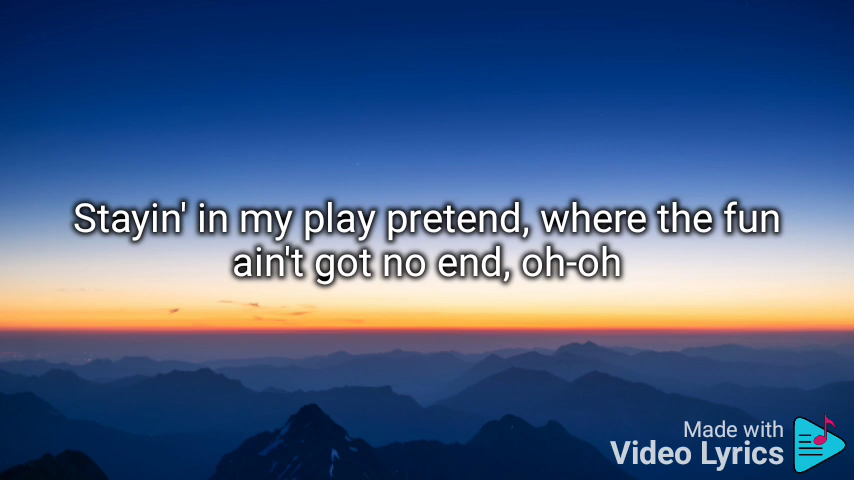 Stayin' in my play pretend, where the fun
ain't got no end, oh-oh
Made with
Video Lyrics